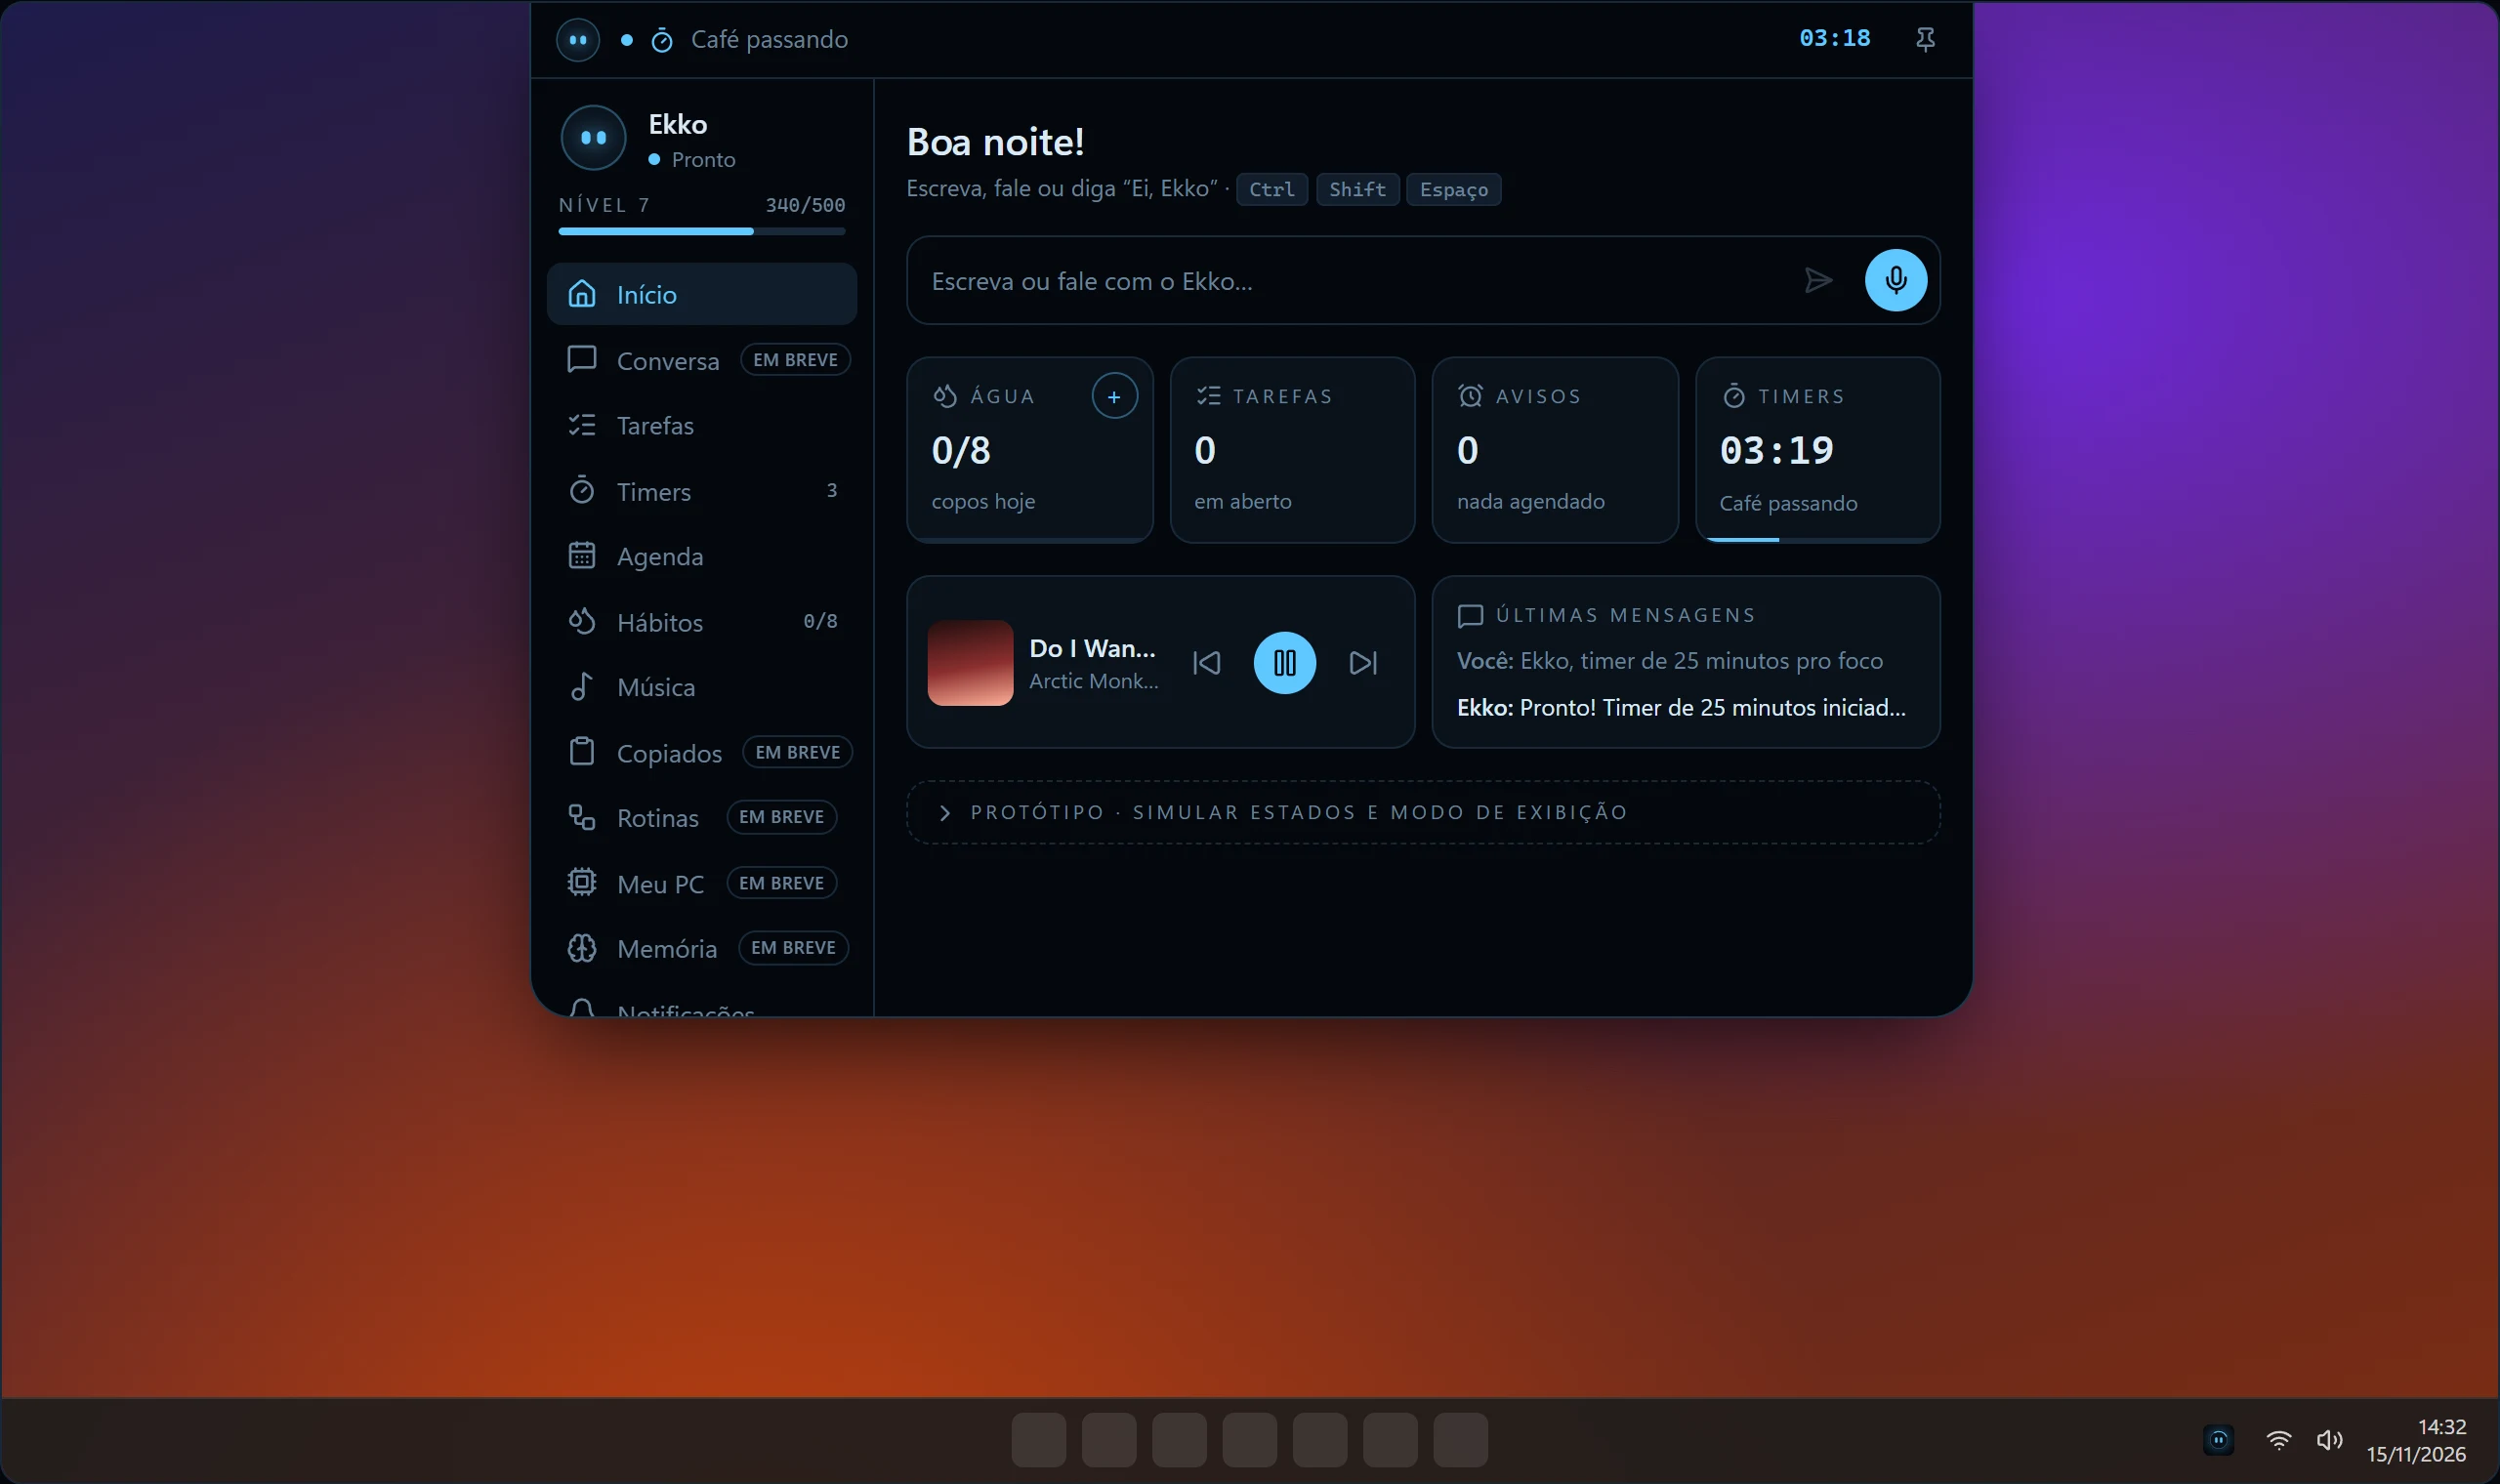 Café passando
03:18
Ekko
Pronto
NÍVEL 7 340/500
Início
Conversa EM BREVE
Tarefas
Timers 3
Agenda
Hábitos 0/8
Música
Copiados EM BREVE
Rotinas EM BREVE
Meu PC EM BREVE
Memória EM BREVE
Notificações
Boa noite!
Escreva, fale ou diga “Ei, Ekko” · Ctrl Shift Espaço
Escreva ou fale com o Ekko...
ÁGUA +
0/8
copos hoje
TAREFAS
0
em aberto
AVISOS
0
nada agendado
TIMERS
03:19
Café passando
Do I Wan...
Arctic Monk...
ÚLTIMAS MENSAGENS
Você: Ekko, timer de 25 minutos pro foco
Ekko: Pronto! Timer de 25 minutos iniciad...
PROTÓTIPO · SIMULAR ESTADOS E MODO DE EXIBIÇÃO
14:32
15/11/2026